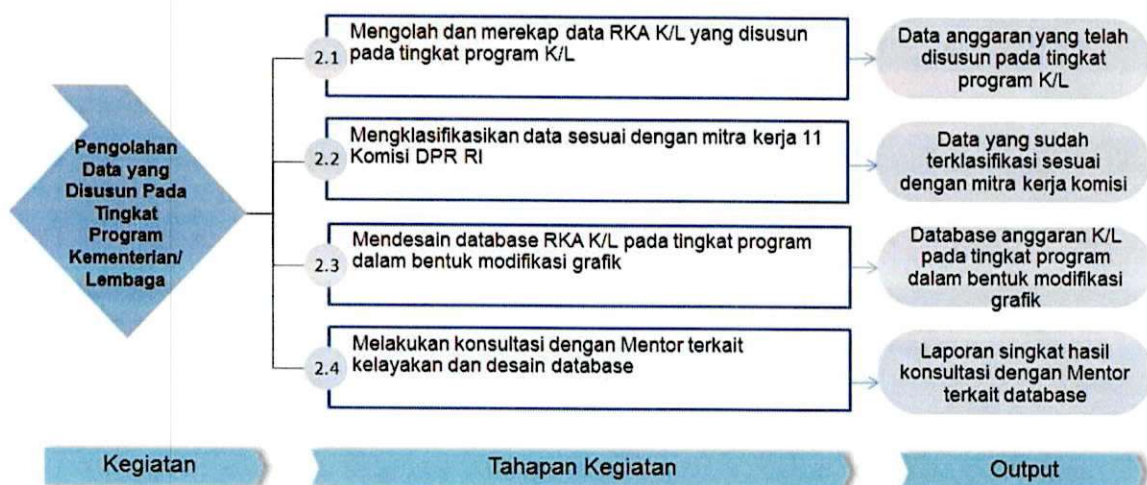 Pengolahan
Data yang
Disusun Pada
Tingkat
Program
Kementerian/
Lembaga
2.1
Mengolah dan merekap data RKA K/L yang disusun
pada tingkat program K/L
Data anggaran yang telah
disusun pada tingkat
program K/L
2.2
Mengklasifikasikan data sesuai dengan mitra kerja 11
Komisi DPR RI
Data yang sudah
terklasifikasi sesuai
dengan mitra kerja komisi
2.3
Mendesain database RKA K/L pada tingkat program
dalam bentuk modifikasi grafik
Database anggaran K/L
pada tingkat program
dalam bentuk modifikasi
grafik
2.4
Melakukan konsultasi dengan Mentor terkait
kelayakan dan desain database
Laporan singkat hasil
konsultasi dengan Mentor
terkait database
Kegiatan
Tahapan Kegiatan
Output